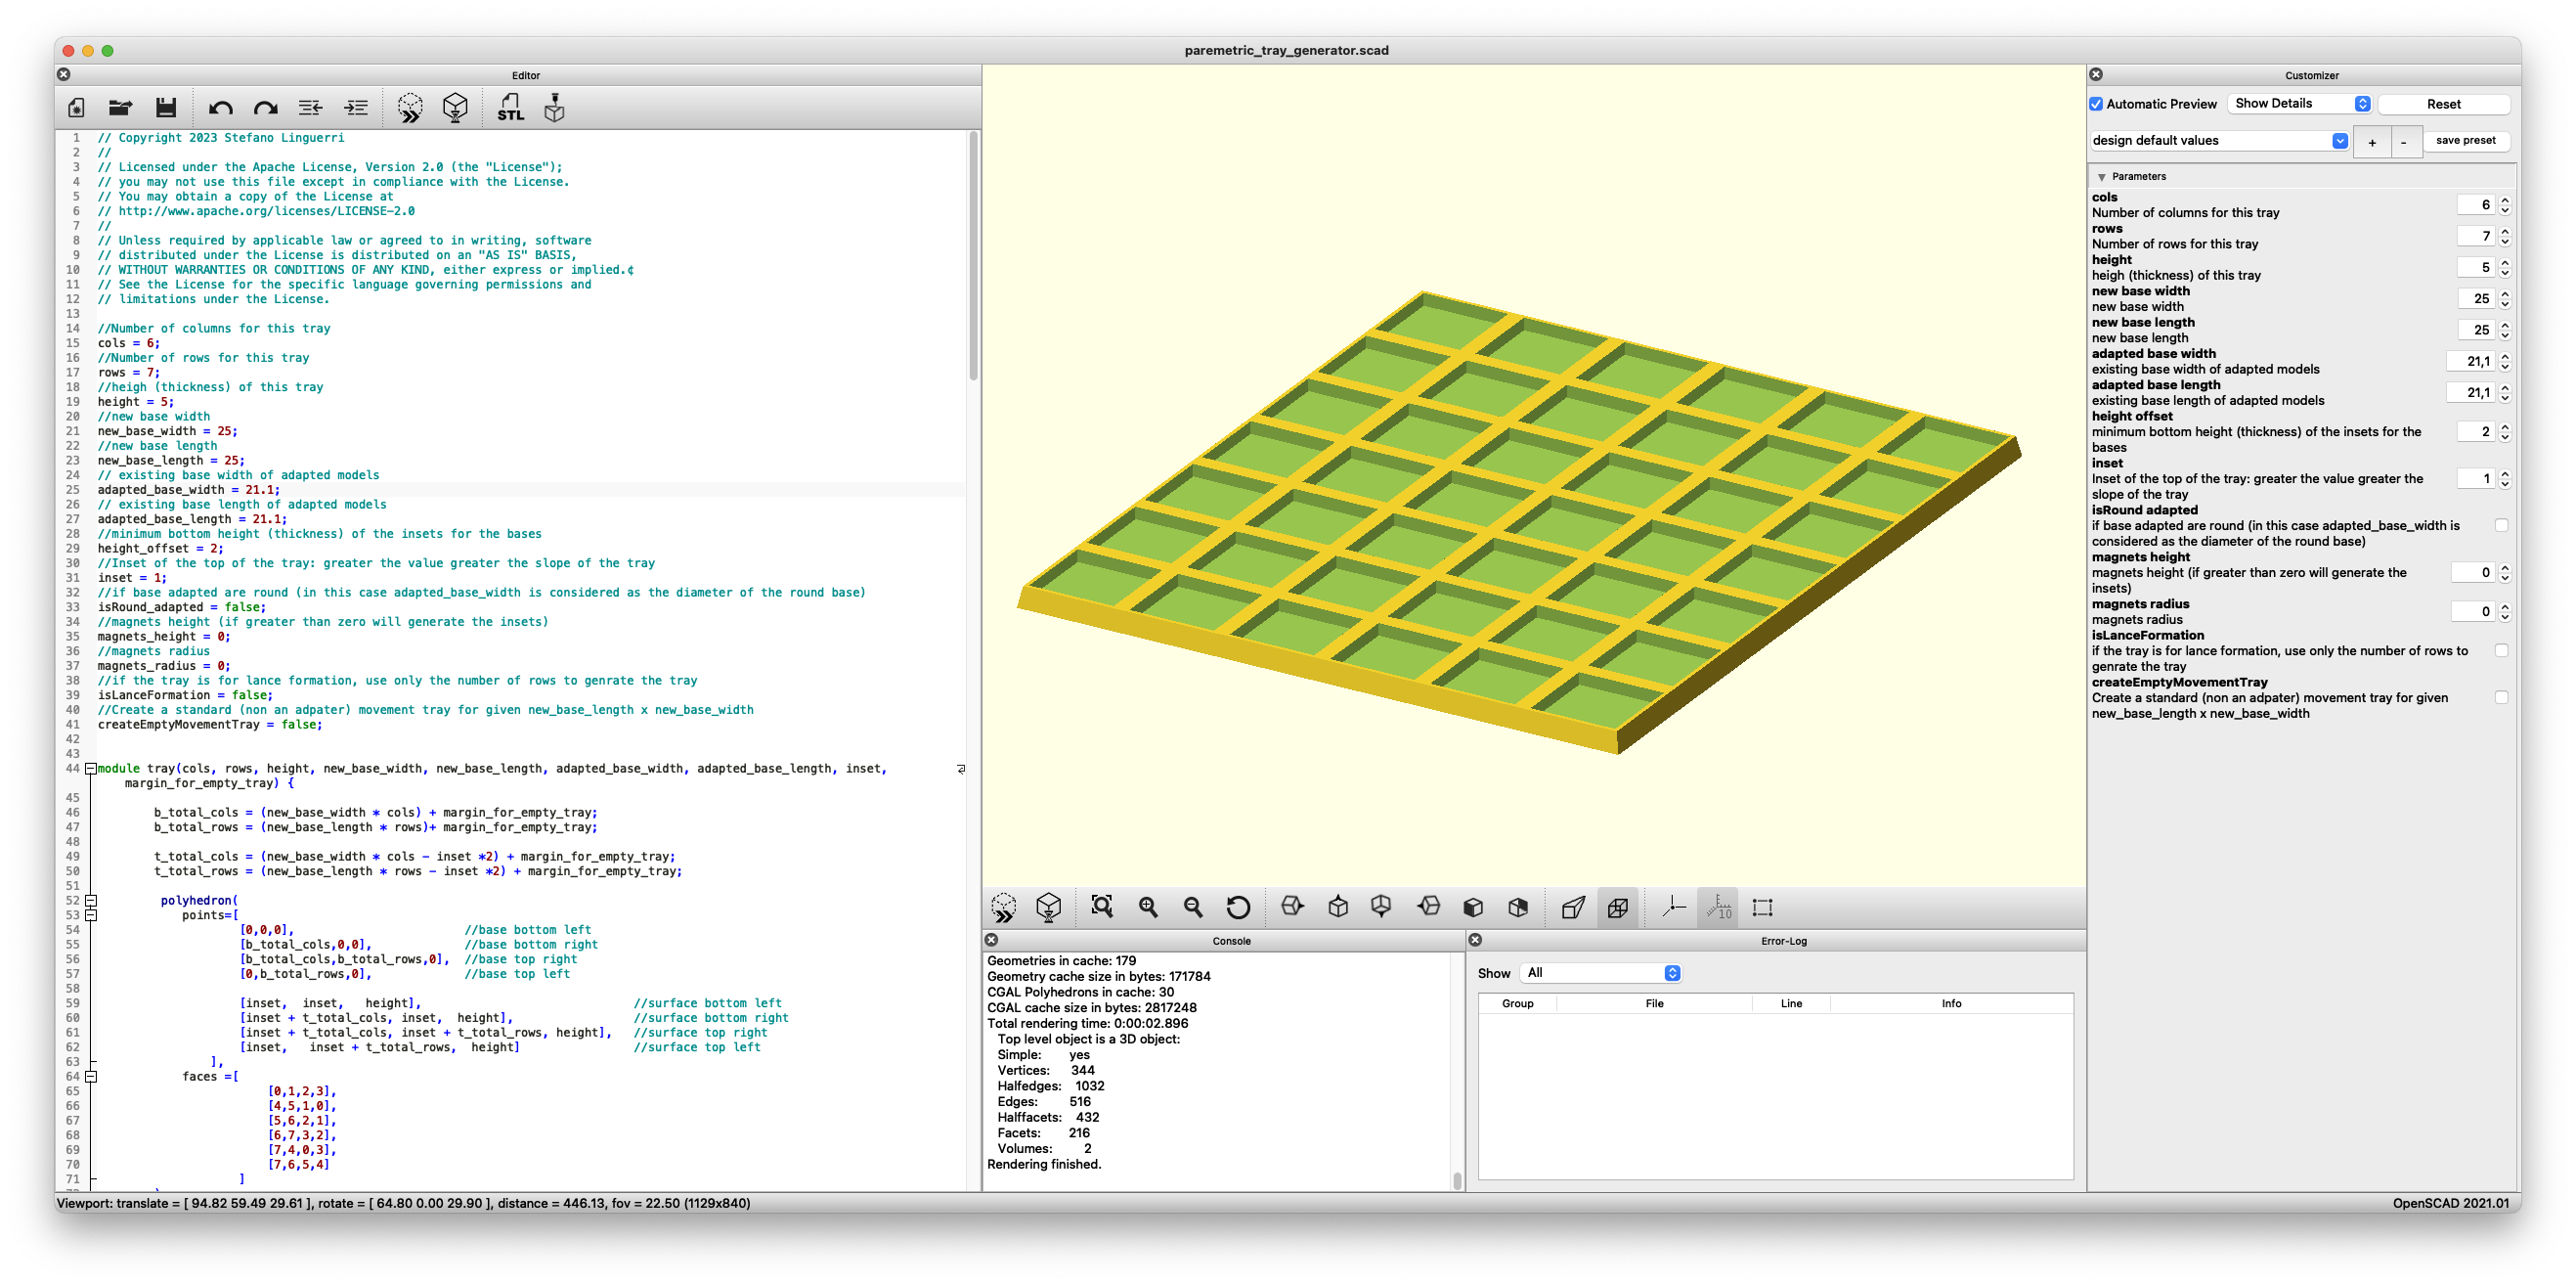 paremetric_tray_generator.scad
Editor
STL
1 // Copyright 2023 Stefano Linguerri
2 //
3 // Licensed under the Apache License, Version 2.0 (the "License");
4 // you may not use this file except in compliance with the License.
5 // You may obtain a copy of the License at
6 // http://www.apache.org/licenses/LICENSE-2.0
7 //
8 // Unless required by applicable law or agreed to in writing, software
9 // distributed under the License is distributed on an "AS IS" BASIS,
10 // WITHOUT WARRANTIES OR CONDITIONS OF ANY KIND, either express or implied.¢
11 // See the License for the specific language governing permissions and
12 // limitations under the License.
13
14 //Number of columns for this tray
15 cols = 6;
16 //Number of rows for this tray
17 rows = 7;
18 //heigh (thickness) of this tray
19 height = 5;
20 //new base width
21 new_base_width = 25;
22 //new base length
23 new_base_length = 25;
24 // existing base width of adapted models
25 adapted_base_width = 21.1;
26 // existing base length of adapted models
27 adapted_base_length = 21.1;
28 //minimum bottom height (thickness) of the insets for the bases
29 height_offset = 2;
30 //Inset of the top of the tray: greater the value greater the slope of the tray
31 inset = 1;
32 //if base adapted are round (in this case adapted_base_width is considered as the diameter of the round base)
33 isRound_adapted = false;
34 //magnets height (if greater than zero will generate the insets)
35 magnets_height = 0;
36 //magnets radius
37 magnets_radius = 0;
38 //if the tray is for lance formation, use only the number of rows to genrate the tray
39 isLanceFormation = false;
40 //Create a standard (non an adpater) movement tray for given new_base_length x new_base_width
41 createEmptyMovementTray = false;
42
43
44 module tray(cols, rows, height, new_base_width, new_base_length, adapted_base_width, adapted_base_length, inset,
margin_for_empty_tray) {
45
46 b_total_cols = (new_base_width * cols) + margin_for_empty_tray;
47 b_total_rows = (new_base_length * rows)+ margin_for_empty_tray;
48
49 t_total_cols = (new_base_width * cols - inset *2) + margin_for_empty_tray;
50 t_total_rows = (new_base_length * rows - inset *2) + margin_for_empty_tray;
51
52 polyhedron(
53 points=[
54 [0,0,0], //base bottom left
55 [b_total_cols,0,0], //base bottom right
56 [b_total_cols,b_total_rows,0], //base top right
57 [0,b_total_rows,0], //base top left
58
59 [inset, inset, height], //surface bottom left
60 [inset + t_total_cols, inset, height], //surface bottom right
61 [inset + t_total_cols, inset + t_total_rows, height], //surface top right
62 [inset, inset + t_total_rows, height] //surface top left
63 ],
64 faces =[
65 [0,1,2,3],
66 [4,5,1,0],
67 [5,6,2,1],
68 [6,7,3,2],
69 [7,4,0,3],
70 [7,6,5,4]
71 ]
10
Console
Geometries in cache: 179
Geometry cache size in bytes: 171784
CGAL Polyhedrons in cache: 30
CGAL cache size in bytes: 2817248
Total rendering time: 0:00:02.896
Top level object is a 3D object:
Simple: yes
Vertices: 344
Halfedges: 1032
Edges: 516
Halffacets: 432
Facets: 216
Volumes: 2
Rendering finished.
Error-Log
Show All
Group File Line Info
Customizer
Automatic Preview Show Details Reset
design default values + - save preset
Parameters
cols
Number of columns for this tray 6
rows
Number of rows for this tray 7
height
heigh (thickness) of this tray 5
new base width
new base width 25
new base length
new base length 25
adapted base width
existing base width of adapted models 21,1
adapted base length
existing base length of adapted models 21,1
height offset
minimum bottom height (thickness) of the insets for the 2
bases
inset
Inset of the top of the tray: greater the value greater the 1
slope of the tray
isRound adapted
if base adapted are round (in this case adapted_base_width is
considered as the diameter of the round base)
magnets height
magnets height (if greater than zero will generate the 0
insets)
magnets radius
magnets radius 0
isLanceFormation
if the tray is for lance formation, use only the number of rows to
genrate the tray
createEmptyMovementTray
Create a standard (non an adpater) movement tray for given
new_base_length x new_base_width
Viewport: translate = [ 94.82 59.49 29.61 ], rotate = [ 64.80 0.00 29.90 ], distance = 446.13, fov = 22.50 (1129x840)
OpenSCAD 2021.01